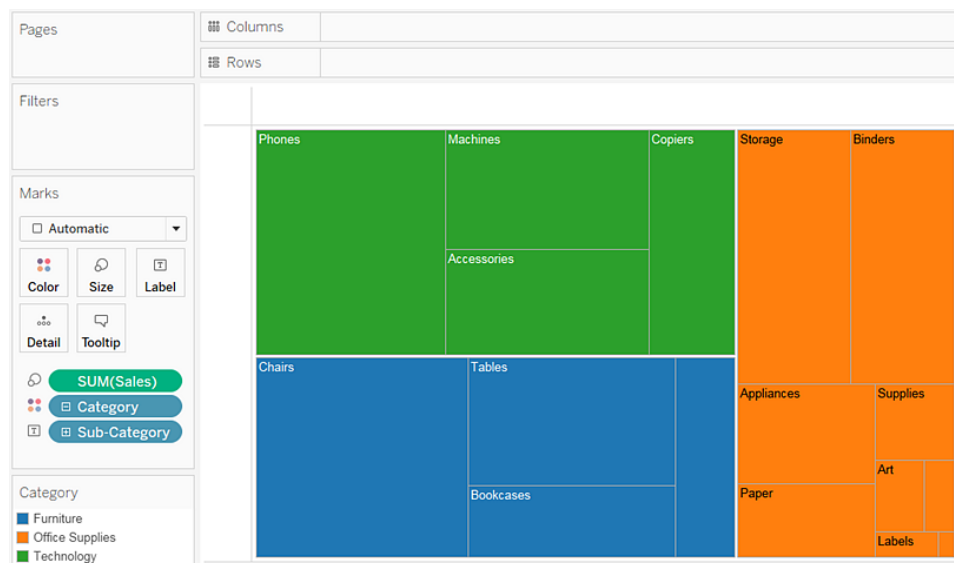 Pages
Columns
Rows
Filters
Marks
Automatic
Color
Size
Label
Detail
Tooltip
SUM(Sales)
Category
Sub-Category
Category
Furniture
Office Supplies
Technology
Phones
Machines
Copiers
Accessories
Chairs
Tables
Bookcases
Storage
Binders
Appliances
Supplies
Art
Paper
Labels